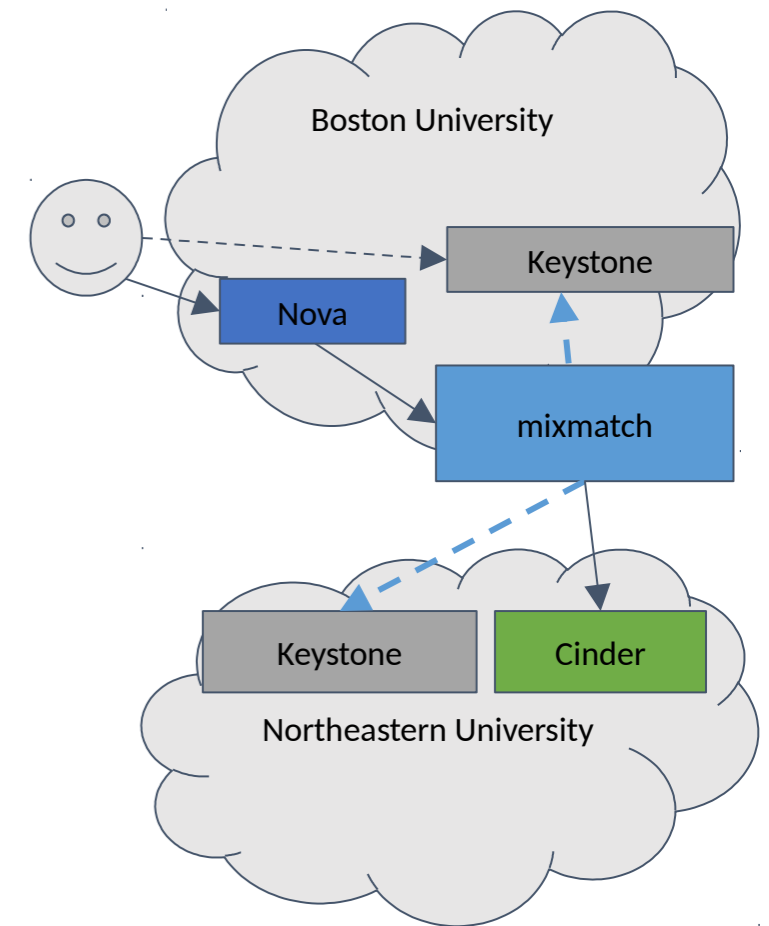 Boston University
Keystone
Nova
mixmatch
Keystone
Cinder
Northeastern University